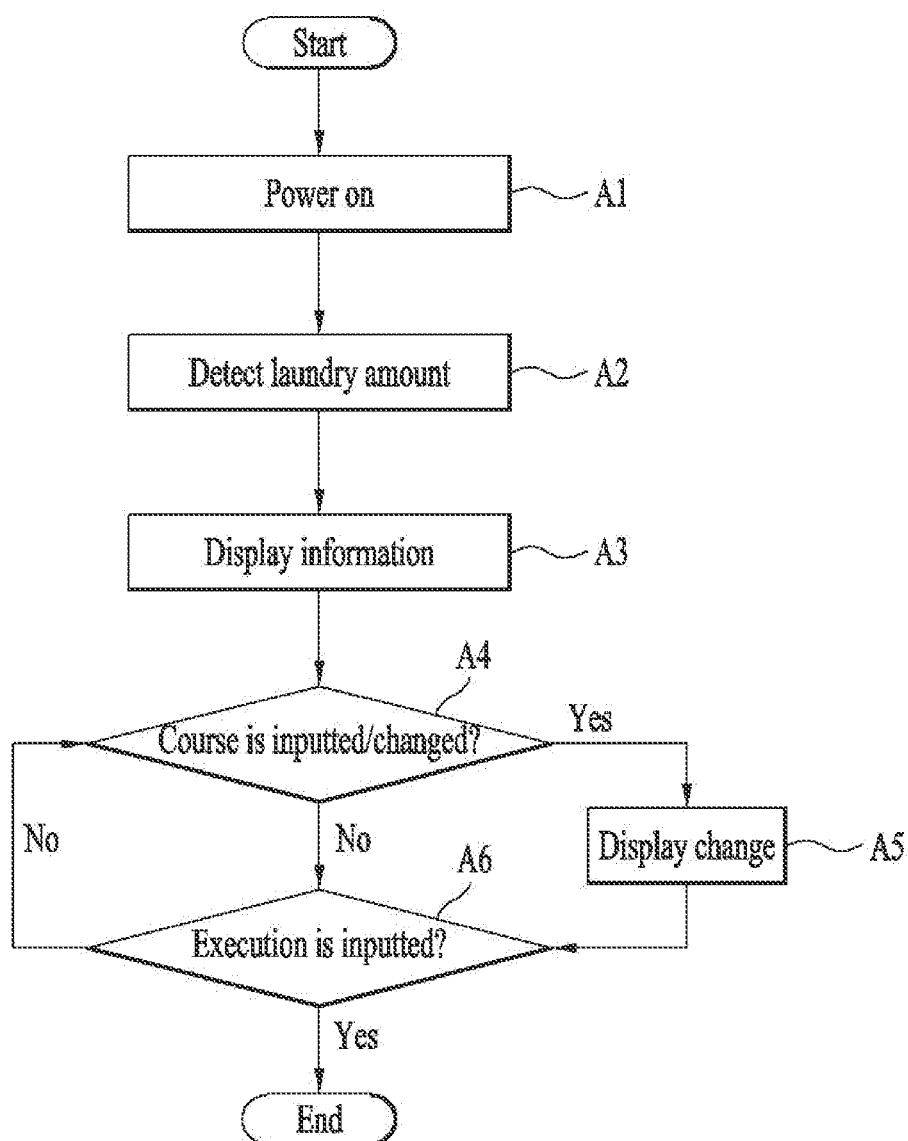 Start
Power on
A1
Detect laundry amount
A2
Display information
A3
A4
Course is inputted/changed?
Yes
No
No
Display change
A5
A6
Execution is inputted?
Yes
End